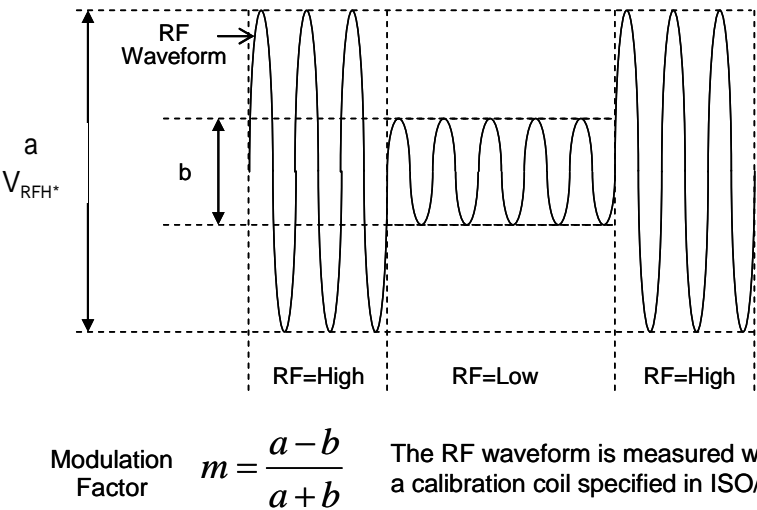 RF
Waveform
a
V_RFH*
b
RF=High
RF=Low
RF=High
Modulation
Factor
m = \frac{a-b}{a+b}
The RF waveform is measured w
a calibration coil specified in ISO/